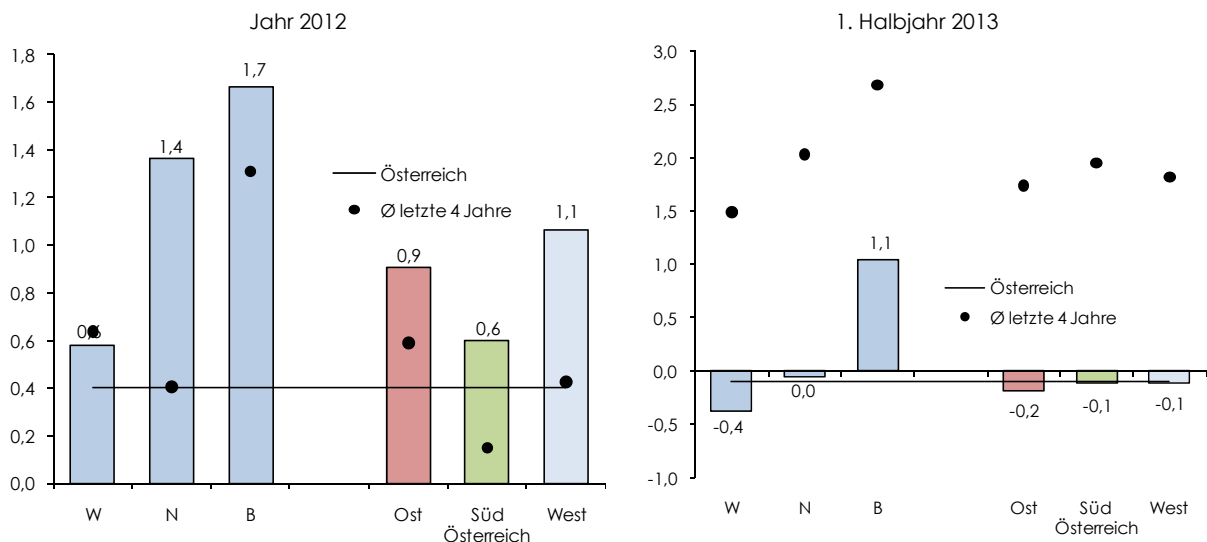 Jahr 2012
1,8
1,6
1,4
1,2
1,0
0,8
0,6
0,4
0,2
0,0
0,6
1,4
1,7
0,9
0,6
1,1
Österreich
Ø letzte 4 Jahre
W
N
B
Ost
Süd
West
Österreich
1. Halbjahr 2013
3,0
2,5
2,0
1,5
1,0
0,5
0,0
-0,5
-1,0
-0,4
0,0
1,1
-0,2
-0,1
-0,1
Österreich
Ø letzte 4 Jahre
W
N
B
Ost
Süd
West
Österreich